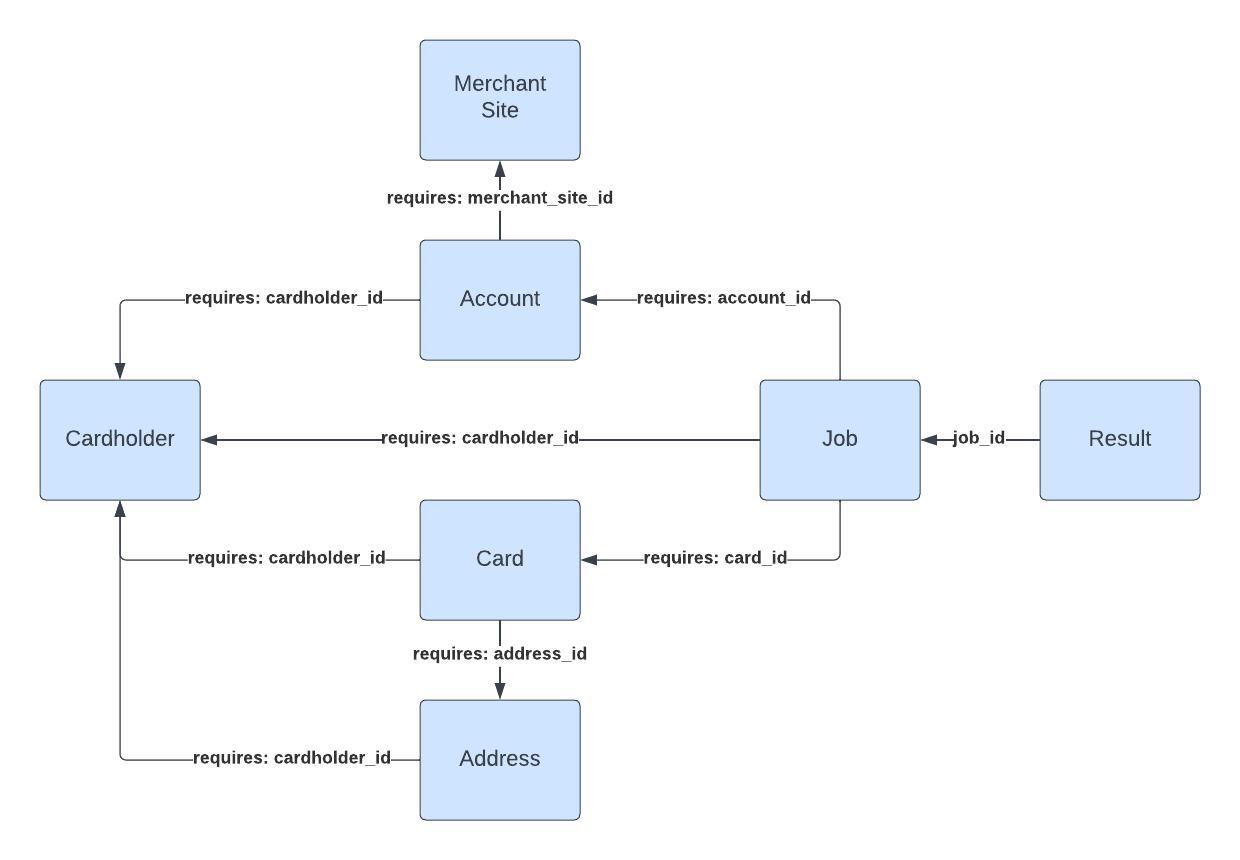 Merchant
Site
requires: merchant_site_id
requires: cardholder_id
Account
requires: account_id
Cardholder
requires: cardholder_id
Job
job_id
Result
requires: cardholder_id
Card
requires: card_id
requires: address_id
requires: cardholder_id
Address